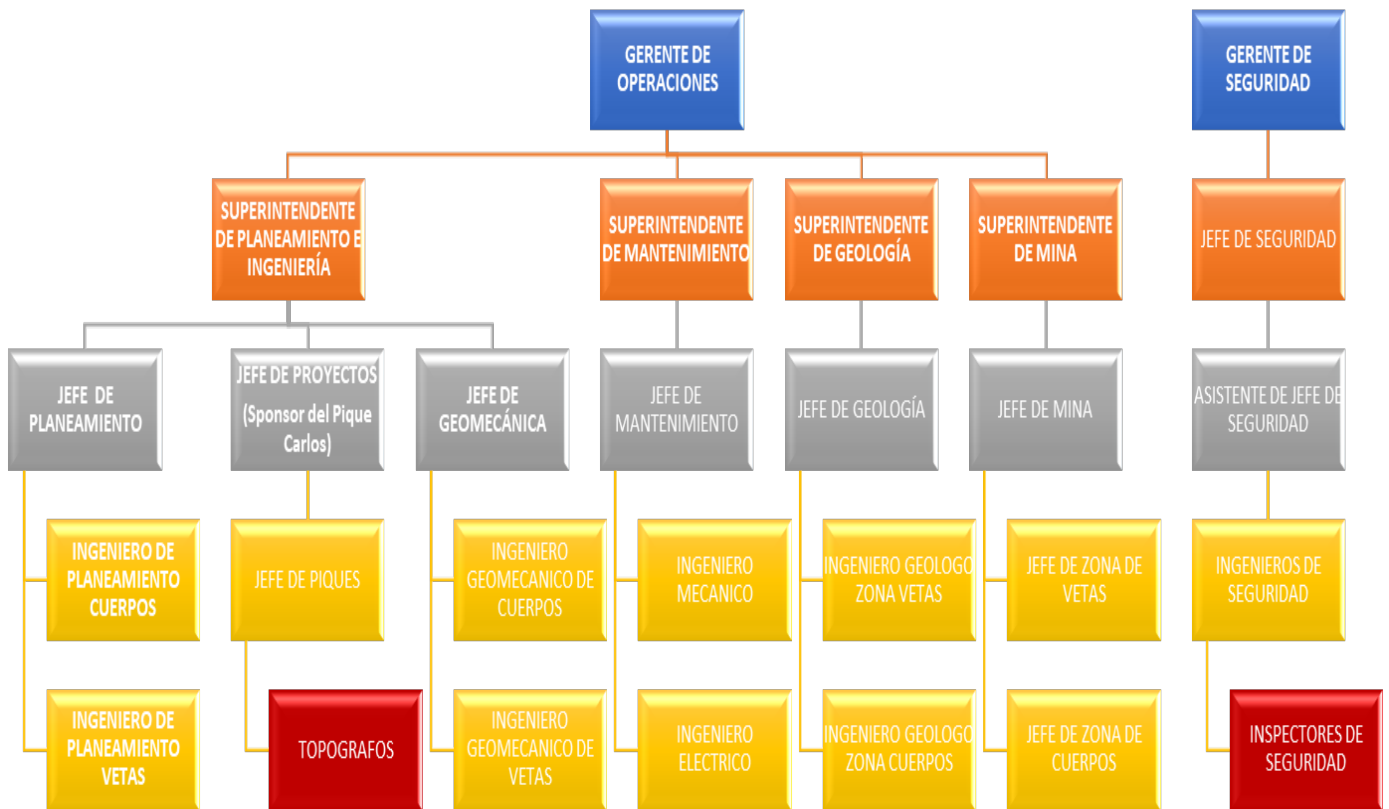 GERENTE DE
OPERACIONES
GERENTE DE
SEGURIDAD
SUPERINTENDENTE
DE PLANEAMIENTO E
INGENIERÍA
SUPERINTENDENTE
DE MANTENIMIENTO
SUPERINTENDENTE
DE GEOLOGÍA
SUPERINTENDENTE
DE MINA
JEFE DE SEGURIDAD
JEFE DE
PLANEAMIENTO
JEFE DE PROYECTOS
(Sponsor del Pique
Carlos)
JEFE DE
GEOMECÁNICA
JEFE DE
MANTENIMIENTO
JEFE DE GEOLOGÍA
JEFE DE MINA
ASISTENTE DE JEFE DE
SEGURIDAD
INGENIERO DE
PLANEAMIENTO
CUERPOS
JEFE DE PIQUES
INGENIERO
GEOMECANICO DE
CUERPOS
INGENIERO
MECANICO
INGENIERO GEOLOGO
ZONA VETAS
JEFE DE ZONA DE
VETAS
INGENIEROS DE
SEGURIDAD
INGENIERO DE
PLANEAMIENTO
VETAS
TOPOGRAFOS
INGENIERO
GEOMECANICO DE
VETAS
INGENIERO
ELECTRICO
INGENIERO GEOLOGO
ZONA CUERPOS
JEFE DE ZONA DE
CUERPOS
INSPECTORES DE
SEGURIDAD